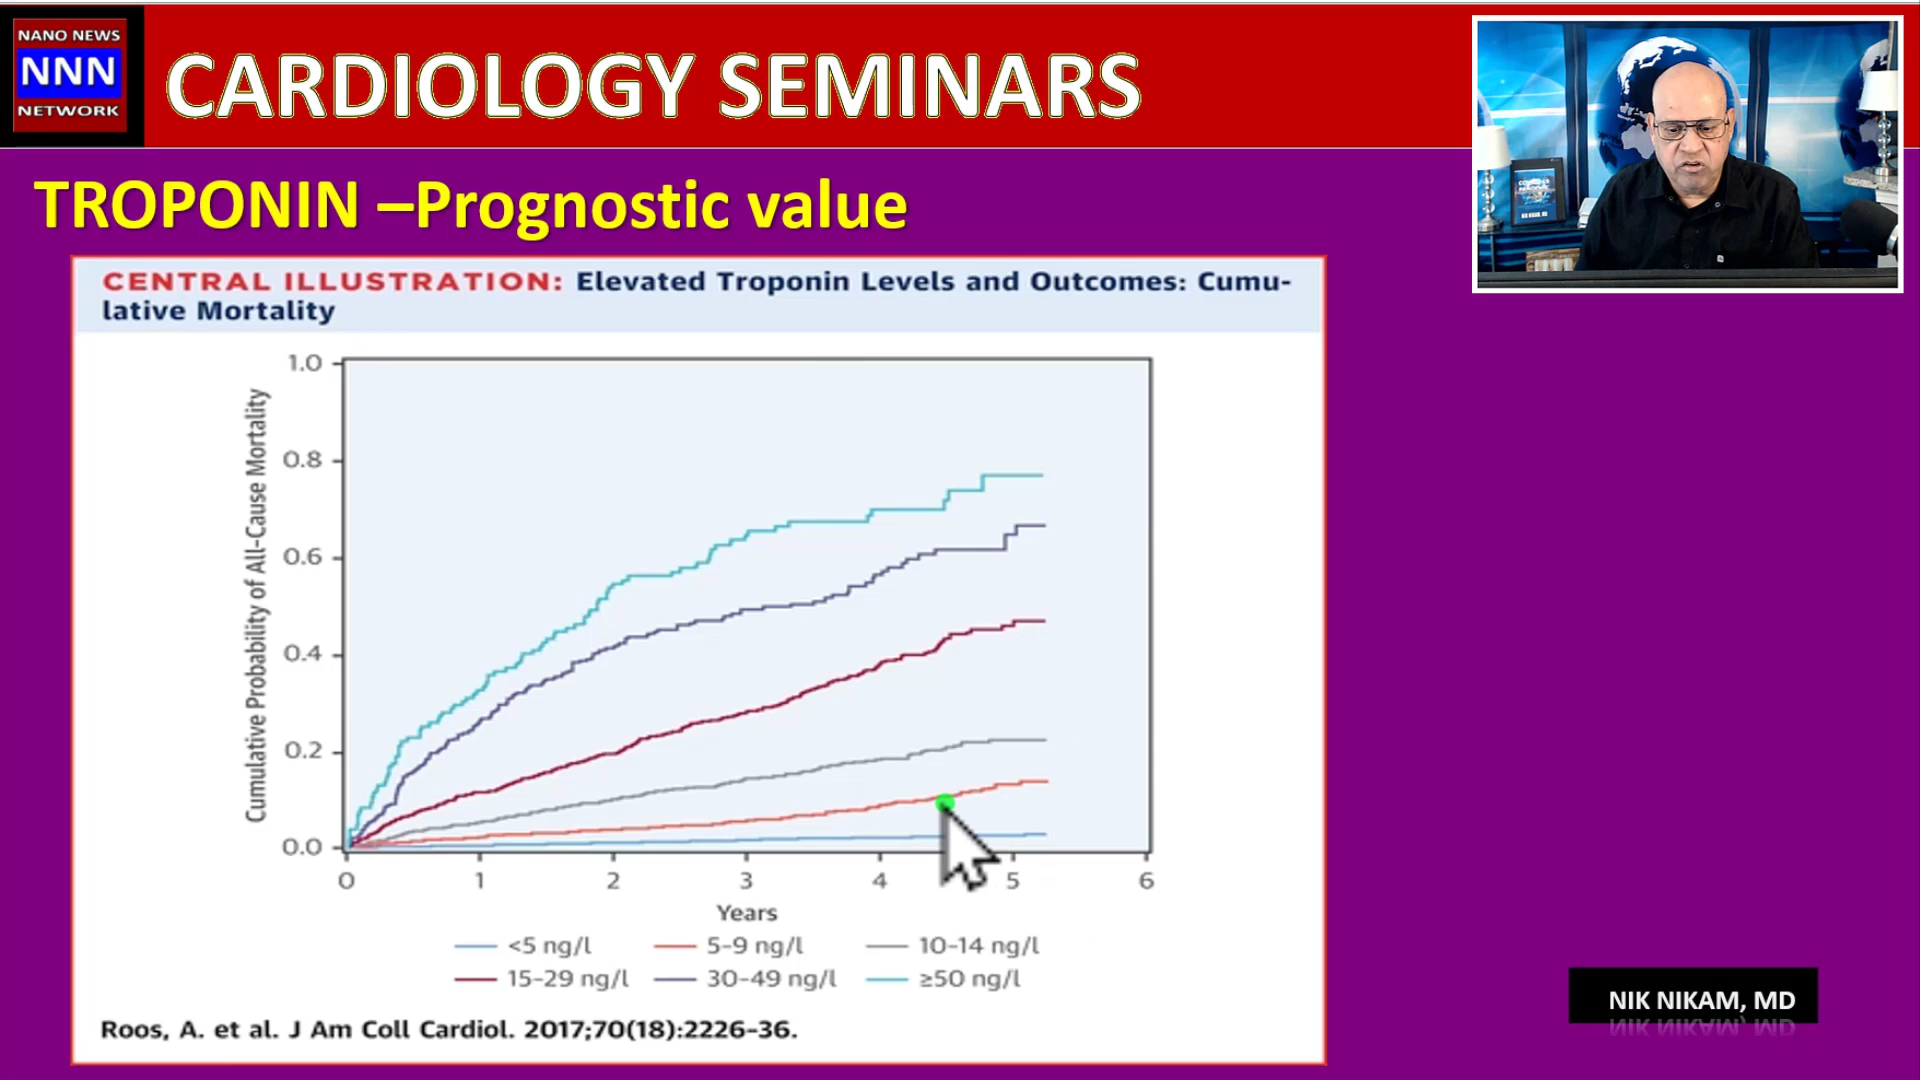 NANO NEWS
NNN
NETWORK
CARDIOLOGY SEMINARS
TROPONIN –Prognostic value
CENTRAL ILLUSTRATION: Elevated Troponin Levels and Outcomes: Cumu-
lative Mortality
Cumulative Probability of All-Cause Mortality
1.0
0.8
0.6
0.4
0.2
0.0
0 1 2 3 4 5 6
Years
<5 ng/l 5-9 ng/l 10-14 ng/l
15-29 ng/l 30-49 ng/l ≥50 ng/l
Roos, A. et al. J Am Coll Cardiol. 2017;70(18):2226-36.
NIK NIKAM, MD